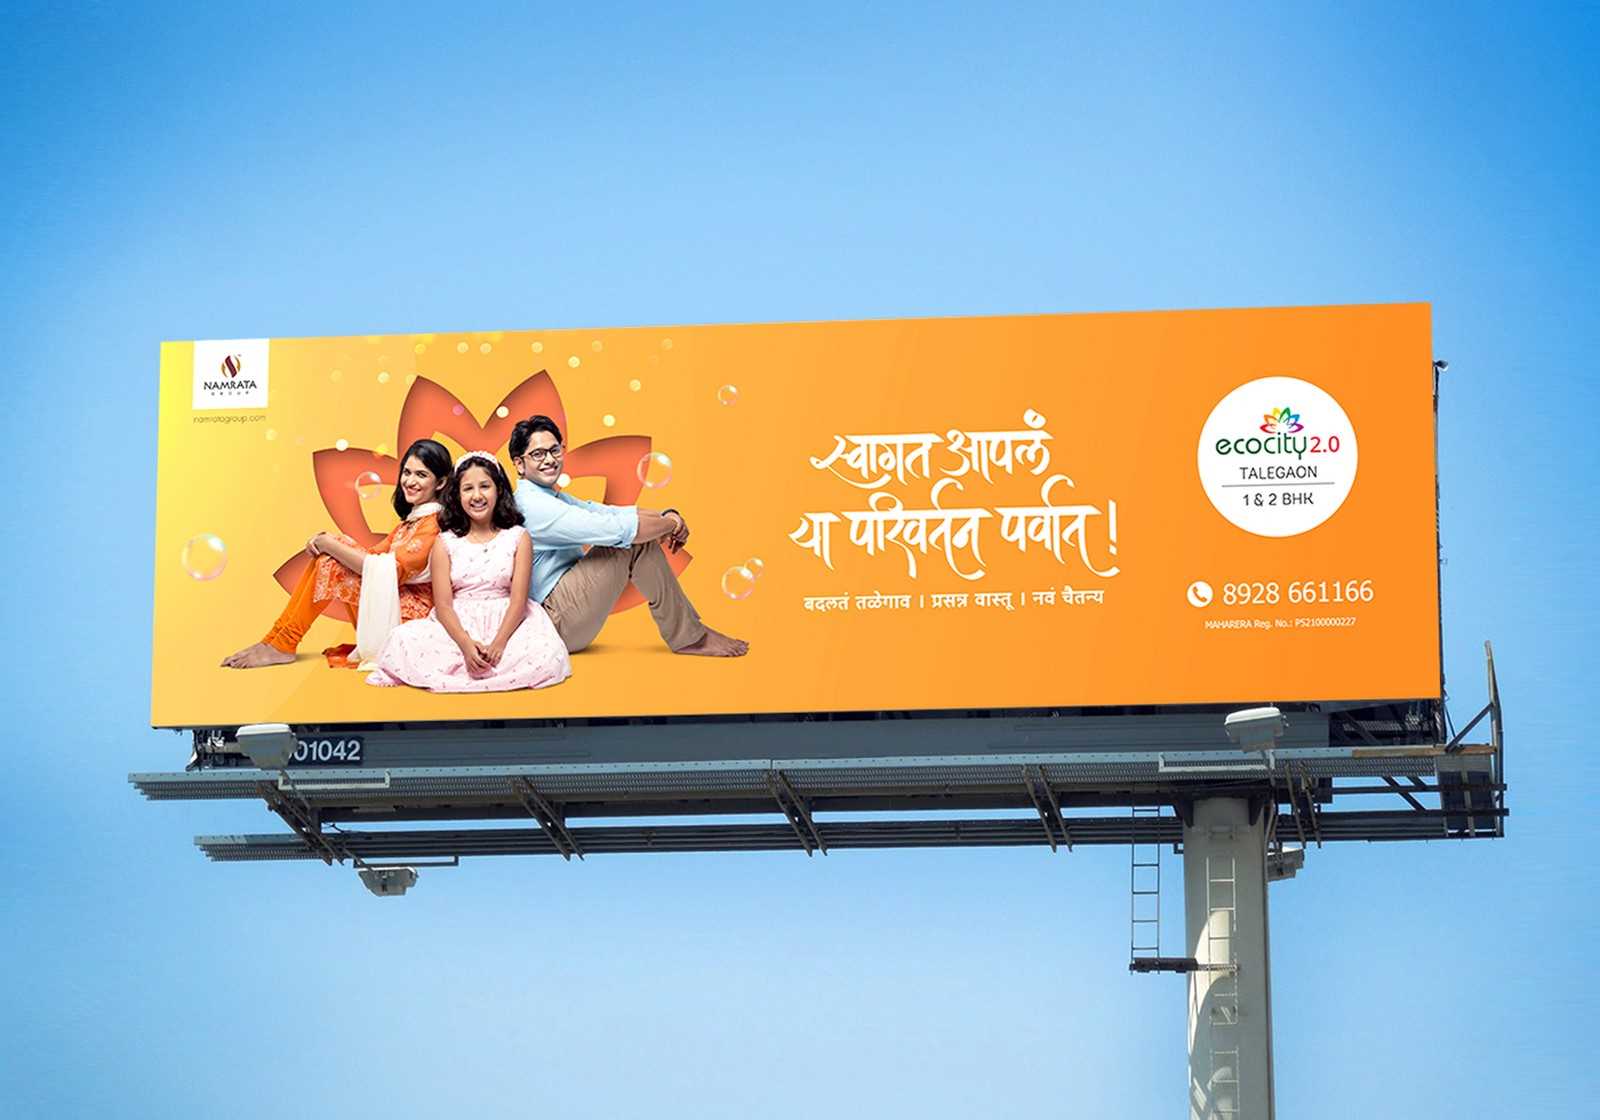 NAMRATA
GROUP
namratagroup.com
स्वागत आपलं
या परिवर्तन पर्वात !
बदलतं तळेगाव । प्रसन्न वास्तू । नवं चैतन्य
ecocity 2.0
TALEGAON
1 & 2 BHK
8928 661166
MAHARERA Reg. No.: P52100000227
01042